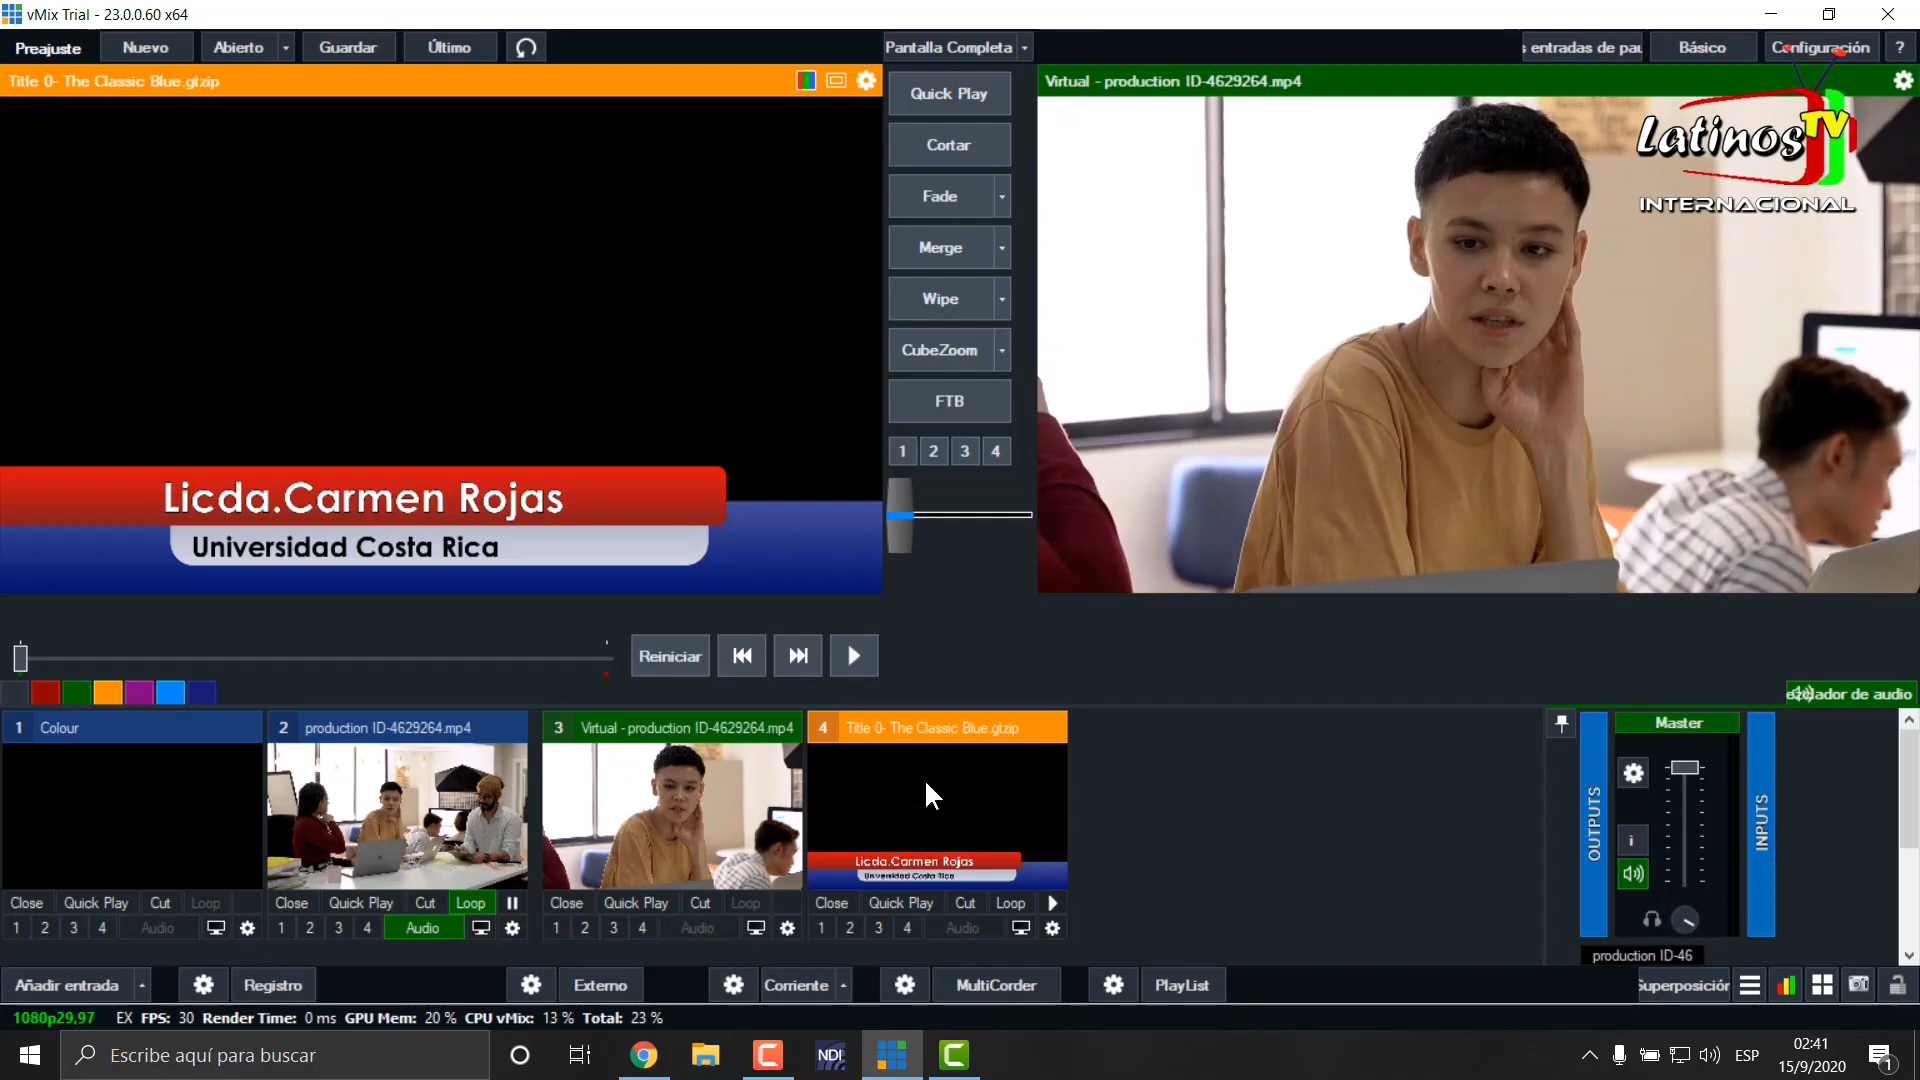 vMix Trial - 23.0.0.60 x64
Preajuste Nuevo Abierto Guardar Último Pantalla Completa entradas de pau Básico Configuración ?
Title 0- The Classic Blue.gtzip
Virtual - production ID-4629264.mp4
Quick Play
Cortar
Fade
Merge
Wipe
CubeZoom
FTB
1 2 3 4
Latinos TV
INTERNACIONAL
Licda.Carmen Rojas
Universidad Costa Rica
Reiniciar
dor de audio
1 Colour
2 production ID-4629264.mp4
3 Virtual - production ID-4629264.mp4
4 Title 0- The Classic Blue.gtzip
Licda.Carmen Rojas
Universidad Costa Rica
Close Quick Play Cut Loop
1 2 3 4 Audio
Close Quick Play Cut Loop
1 2 3 4 Audio
Close Quick Play Cut Loop
1 2 3 4 Audio
Close Quick Play Cut Loop
1 2 3 4 Audio
Master
OUTPUTS
INPUTS
i
production ID-46
Añadir entrada Registro Externo Corriente MultiCorder PlayList Superposición
1080p29,97 EX FPS: 30 Render Time: 0 ms GPU Mem: 20 % CPU vMix: 13 % Total: 23 %
Escribe aquí para buscar
NDI
ESP
02:41
15/9/2020
1